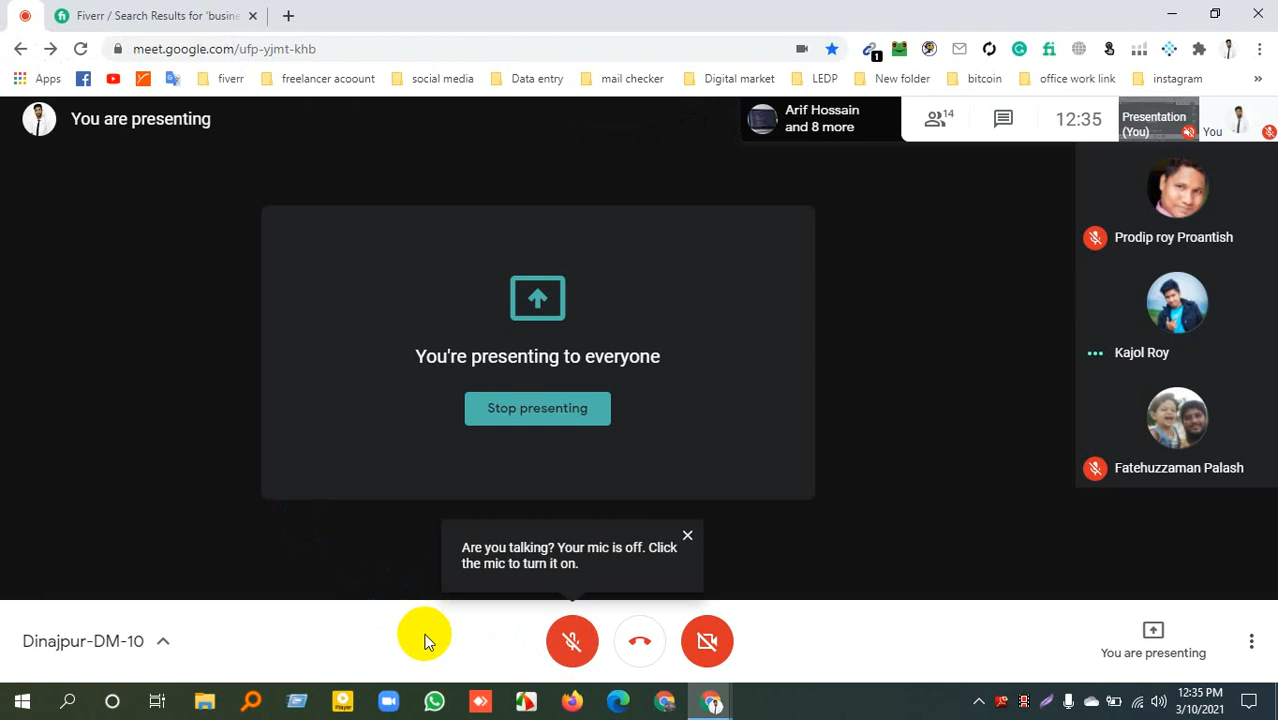 Fiverr / Search Results for 'busine
meet.google.com/ufp-yjmt-khb
1
Apps
fiverr
freelancer acount
social media
Data entry
mail checker
Digital market
LEDP
New folder
bitcoin
office work link
instagram
»
You are presenting
Arif Hossain
and 8 more
14
12:35
Presentation
(You)
You
Prodip roy Proantish
Kajol Roy
Fatehuzzaman Palash
You're presenting to everyone
Stop presenting
Are you talking? Your mic is off. Click
the mic to turn it on.
Dinajpur-DM-10
You are presenting
Player
12:35 PM
3/10/2021